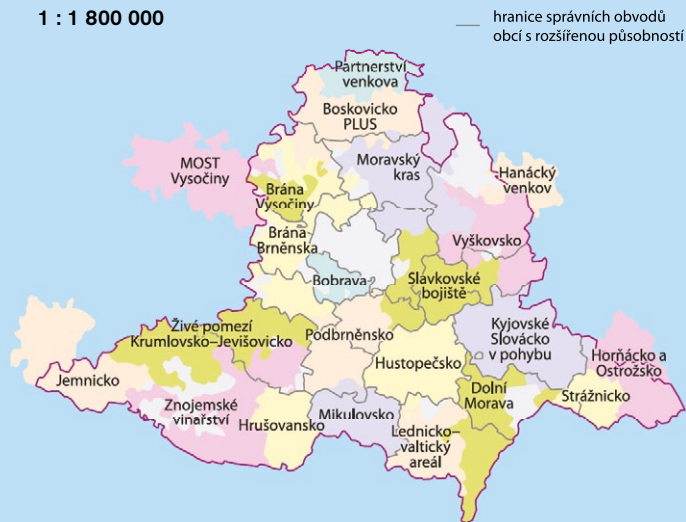 1 : 1 800 000
hranice správních obvodů
obcí s rozšířenou působností
Partnerství
venkova
Boskovicko
PLUS
MOST
Vysočiny
Moravský
kras
Hanácký
venkov
Brána
Vysočiny
Brána
Brněnska
Vyškovsko
Bobrava
Slavkovské
bojiště
Živé pomezí
Krumlovsko–Jevišovicko
Podbrněnsko
Kyjovské
Slovácko
v pohybu
Hustopečsko
Horňácko a
Ostrožsko
Jemnicko
Dolní
Morava
Strážnicko
Znojemské
vinařství
Hrušovansko
Mikulovsko
Lednicko–
valtický
areál